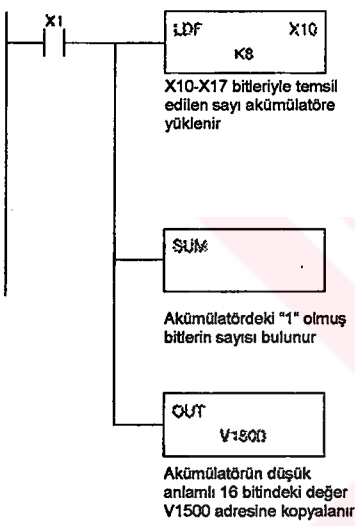 X1
LDF X10
K8
X10-X17 bitleriyle temsil
edilen sayı akümülatöre
yüklenir
SUM
Akümülatördeki "1" olmuş
bitlerin sayısı bulunur
OUT
V1500
Akümülatörün düşük
anlamlı 16 bitindeki değer
V1500 adresine kopyalanır